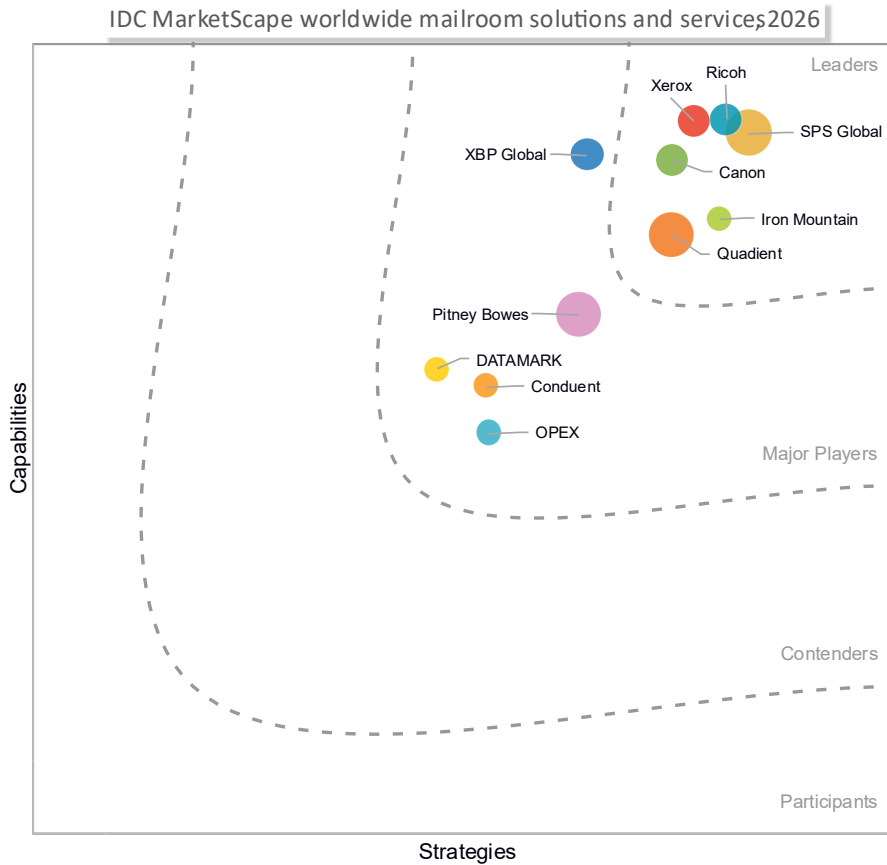 IDC MarketScape worldwide mailroom solutions and services, 2026
Leaders
Ricoh
Xerox
SPS Global
XBP Global
Canon
Iron Mountain
Quadient
Pitney Bowes
DATAMARK
Conduent
OPEX
Major Players
Capabilities
Contenders
Participants
Strategies